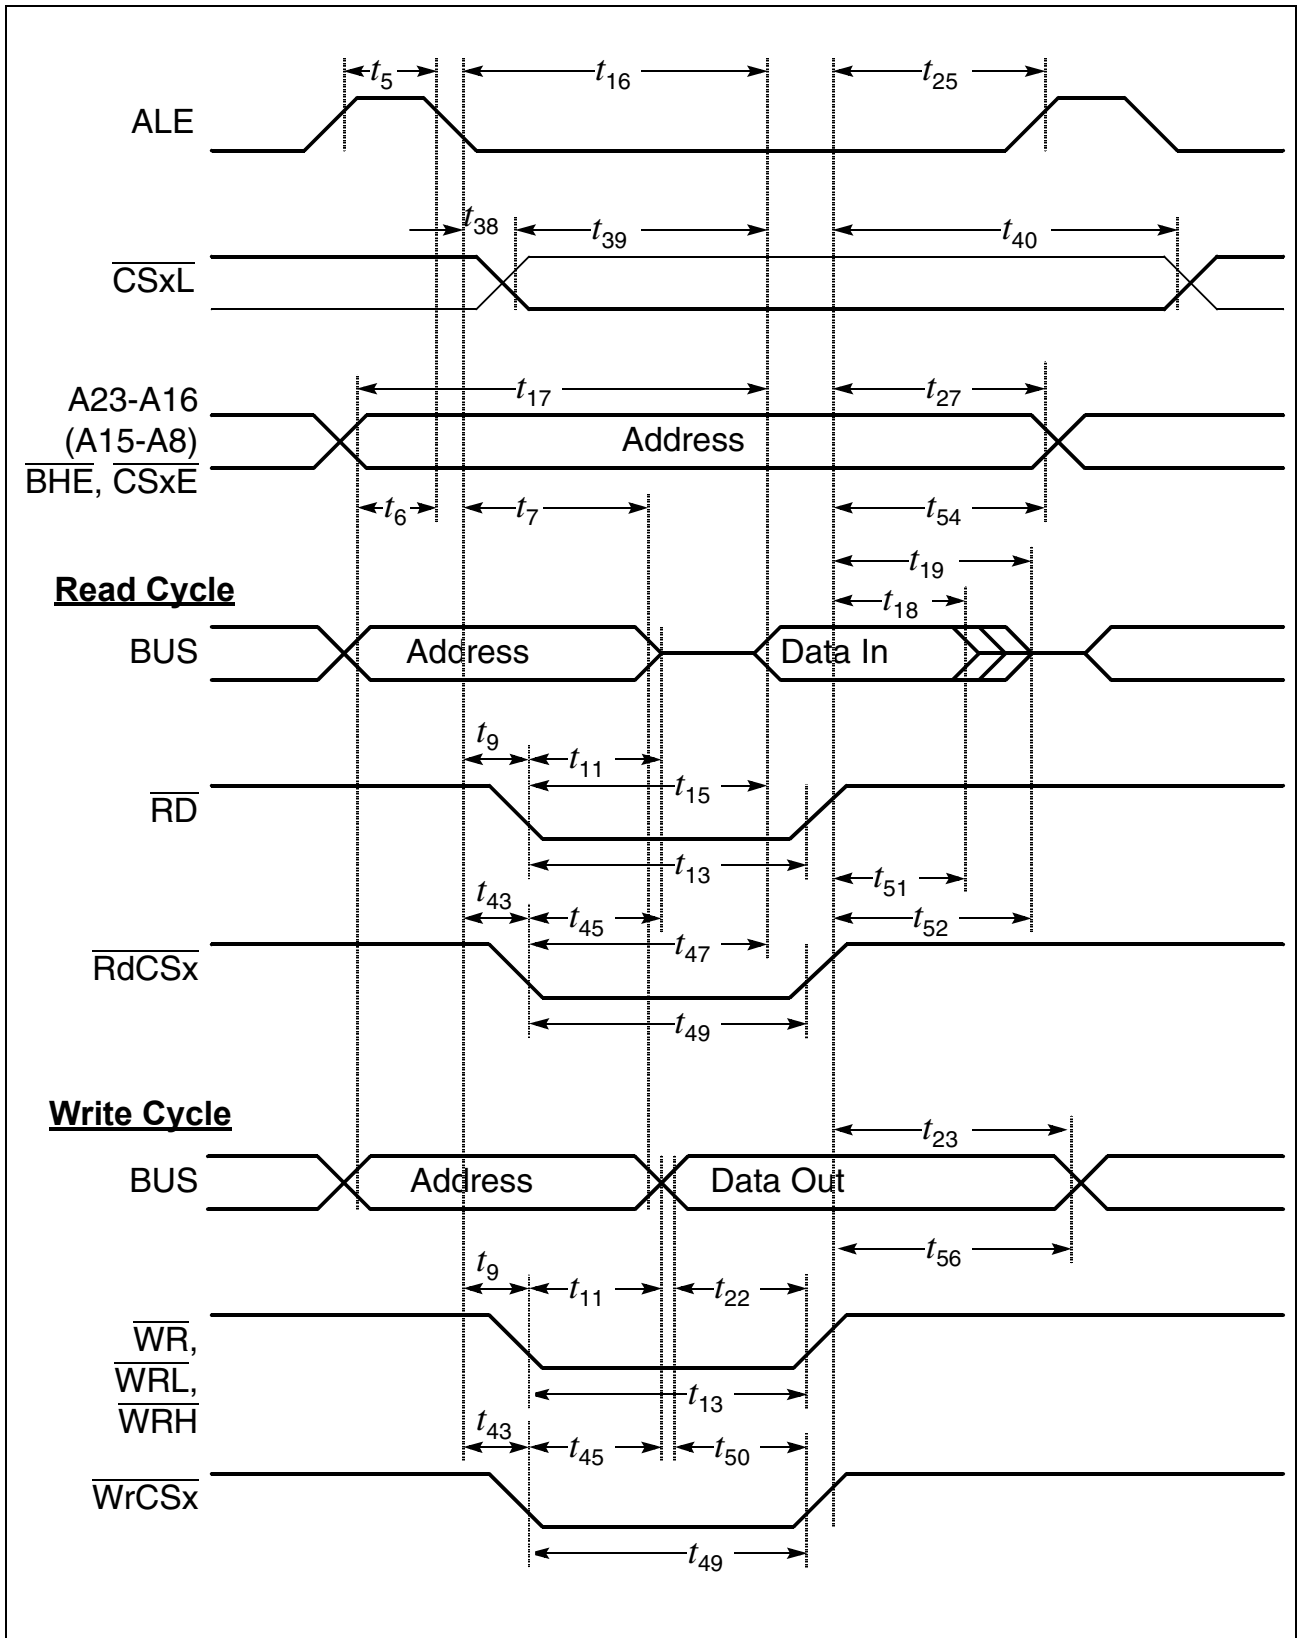 t5 t16 t25
ALE
t38 t39 t40
CSxL
t17 t27
A23-A16
(A15-A8)
BHE, CSxE
Address
t6 t7 t54
t19
Read Cycle
t18
BUS Address Data In
t9 t11
t15
RD
t13
t51
t43 t45 t52
t47
RdCSx
t49
Write Cycle
t23
BUS Address Data Out
t56
t9 t11 t22
WR,
WRL,
WRH
t13
t43 t45 t50
WrCSx
t49